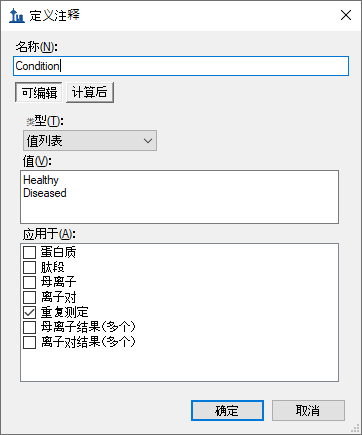 定义注释
名称(N):
Condition
可编辑 计算后
类型(T):
值列表
值(V):
Healthy
Diseased
应用于(A):
蛋白质
肽段
母离子
离子对
重复测定
母离子结果(多个)
离子对结果(多个)
确定 取消